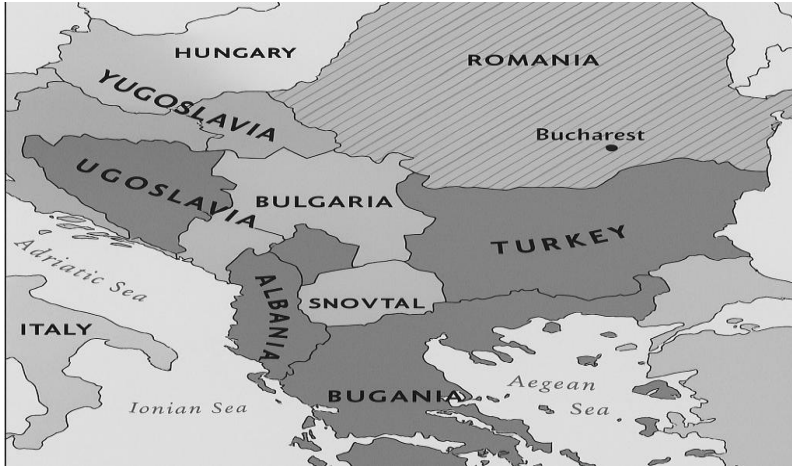 HUNGARY
ROMANIA
YUGOSLAVIA
Bucharest
UGOSLAVIA
BULGARIA
TURKEY
Adriatic Sea
ALBANIA
SNOVTAL
ITALY
BUGANIA
Aegean
Sea
Ionian Sea